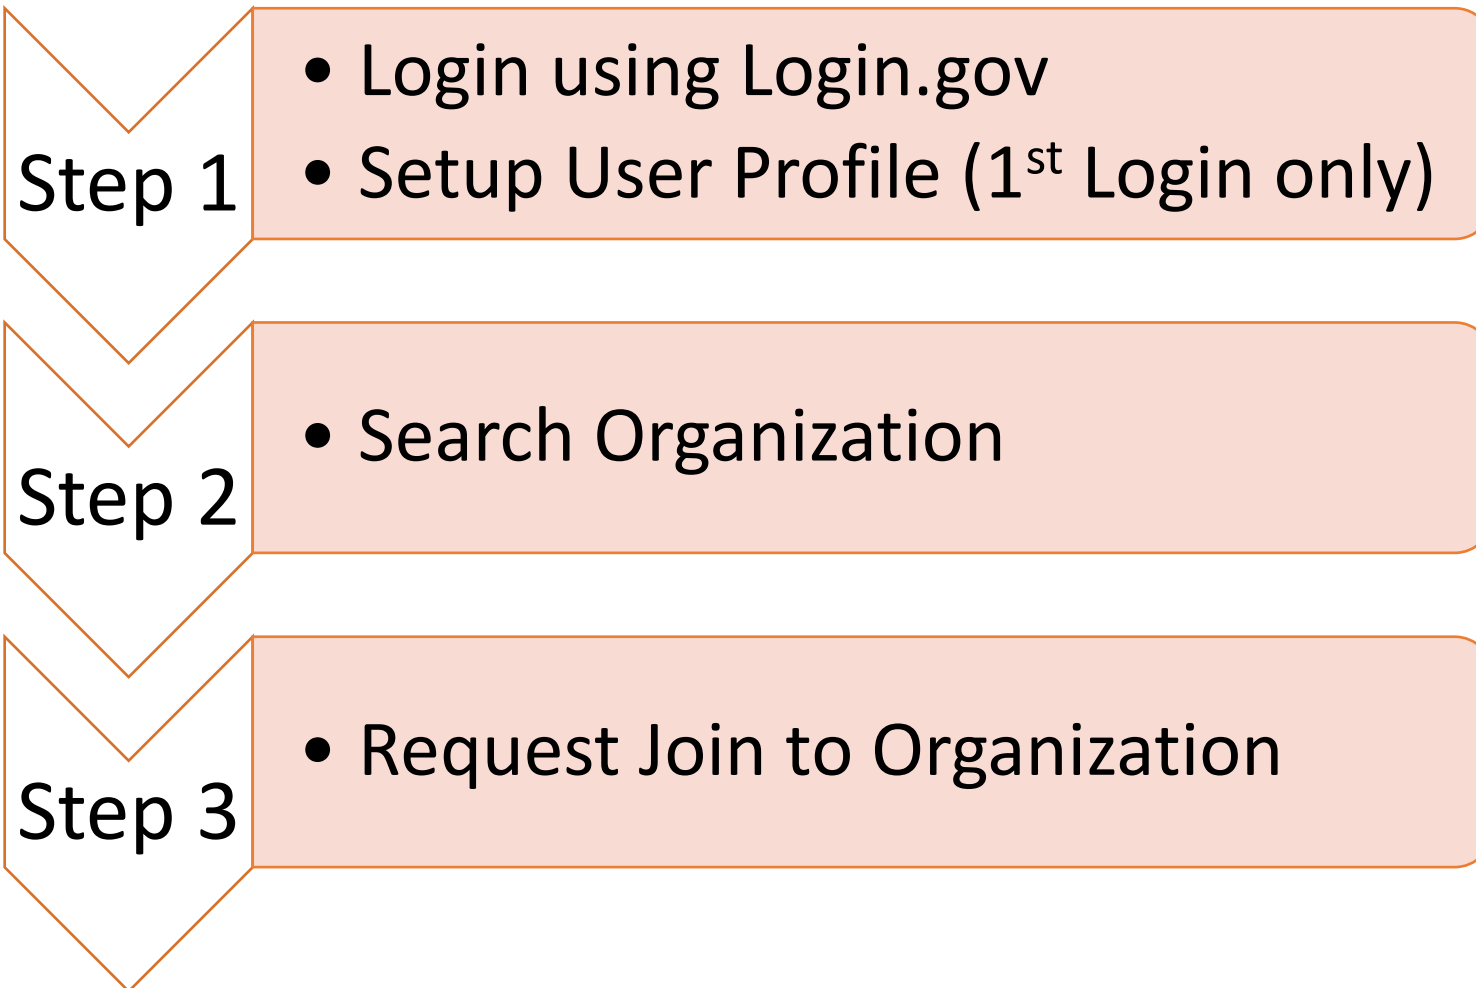 Step 1
• Login using Login.gov
• Setup User Profile (1st Login only)
Step 2
• Search Organization
Step 3
• Request Join to Organization